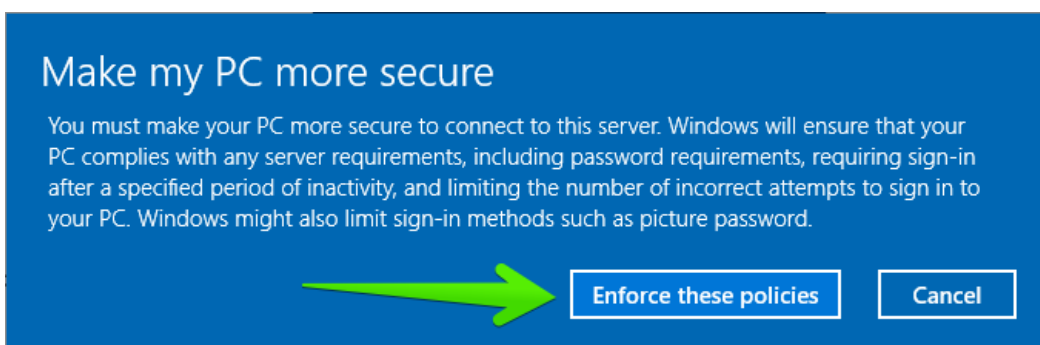 Make my PC more secure
You must make your PC more secure to connect to this server. Windows will ensure that your
PC complies with any server requirements, including password requirements, requiring sign-in
after a specified period of inactivity, and limiting the number of incorrect attempts to sign in to
your PC. Windows might also limit sign-in methods such as picture password.
Enforce these policies Cancel